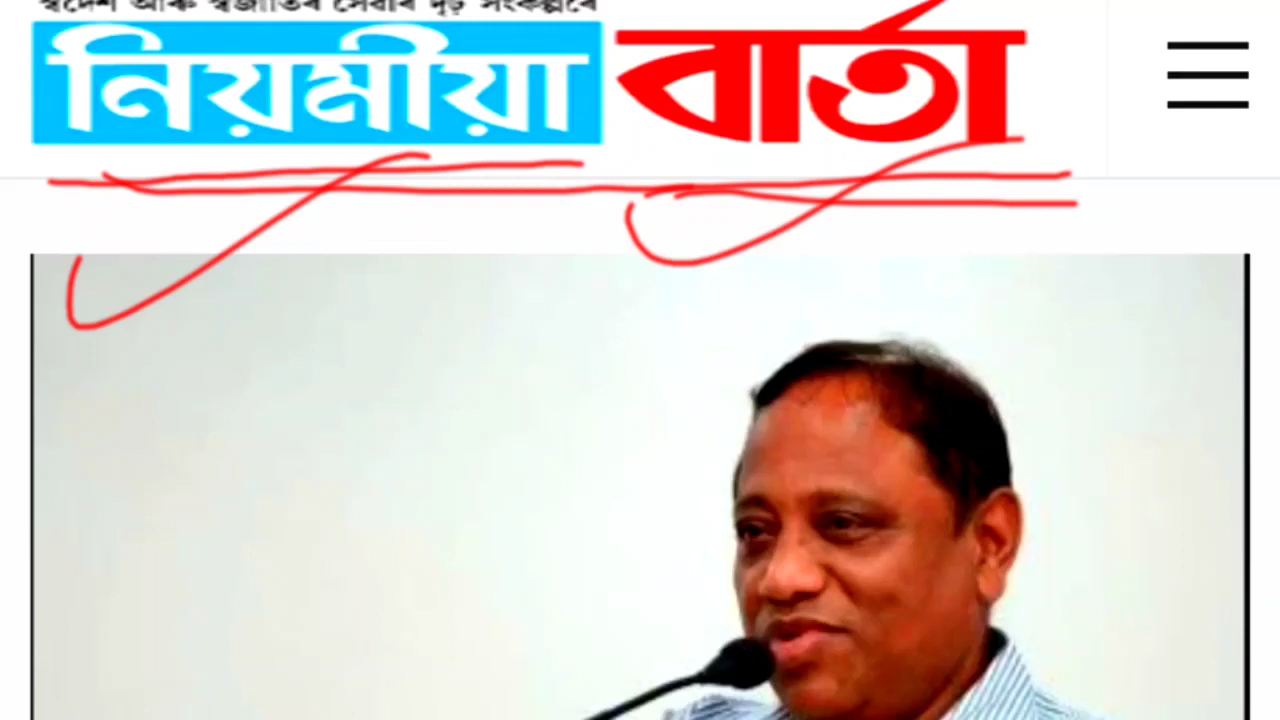 স্বদেশ আৰু স্বজাতিৰ সেৱাৰ দৃঢ় সংকল্পৰে
নিয়মীয়া বাৰ্তা